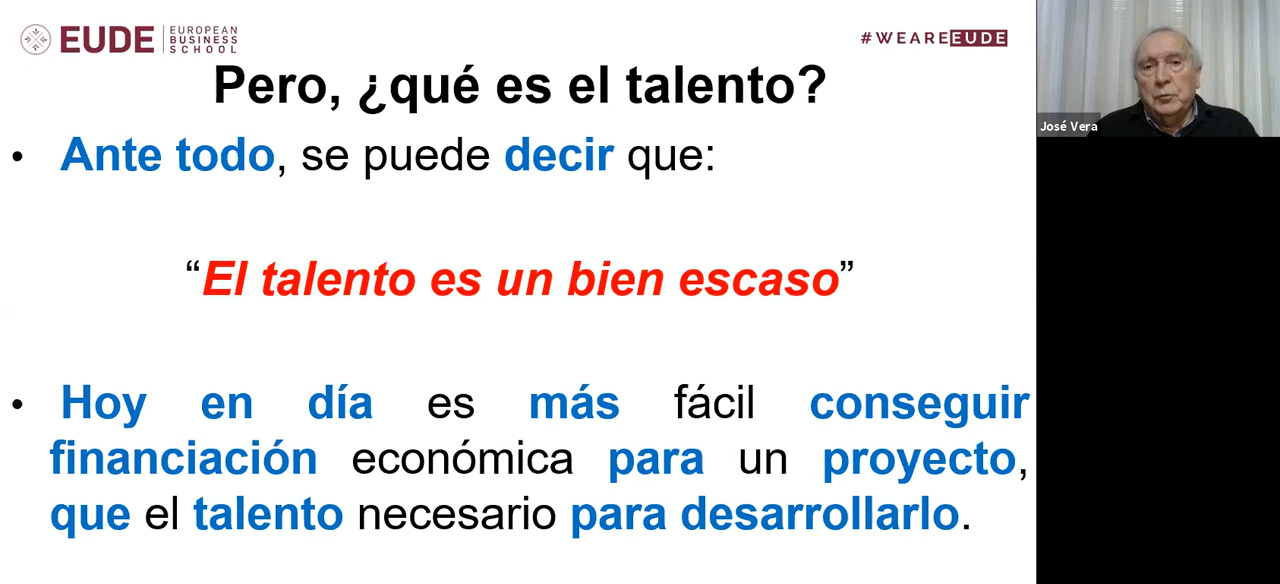 EUDE
EUROPEAN
BUSINESS
SCHOOL
#WEAREEUDE
Pero, ¿qué es el talento?
• Ante todo, se puede decir que:
“El talento es un bien escaso”
• Hoy en día es más fácil conseguir
financiación económica para un proyecto,
que el talento necesario para desarrollarlo.
José Vera